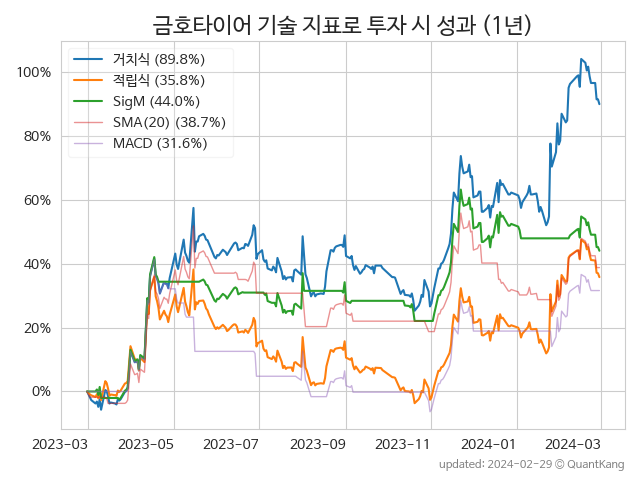 금호타이어 기술 지표로 투자 시 성과 (1년)
거치식 (89.8%)
적립식 (35.8%)
SigM (44.0%)
SMA(20) (38.7%)
MACD (31.6%)
100%
80%
60%
40%
20%
0%
2023-03 2023-05 2023-07 2023-09 2023-11 2024-01 2024-03
updated: 2024-02-29 ⓒ QuantKang